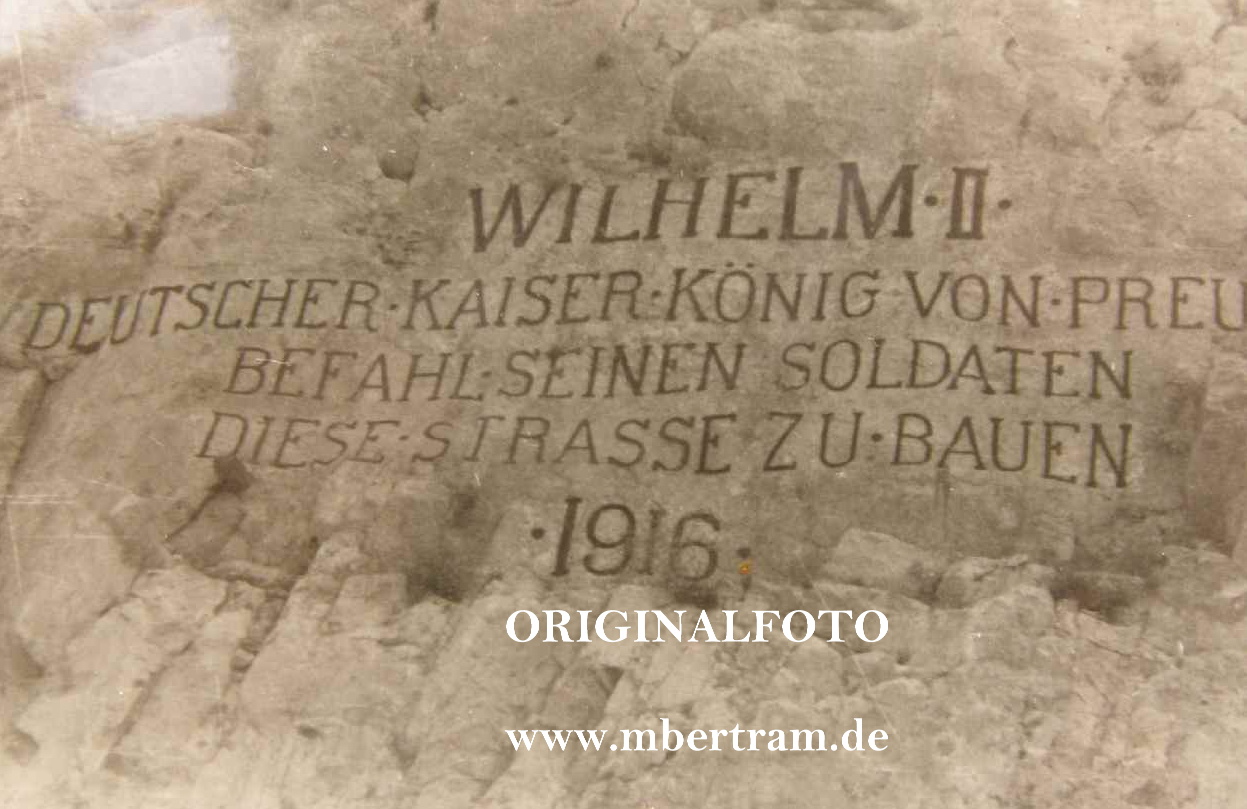 WILHELM·II·
DEUTSCHER·KAISER·KÖNIG·VON·PREU
BEFAHL·SEINEN SOLDATEN
DIESE·STRASSE ZU·BAUEN
·1916·
ORIGINALFOTO
www.mbertram.de